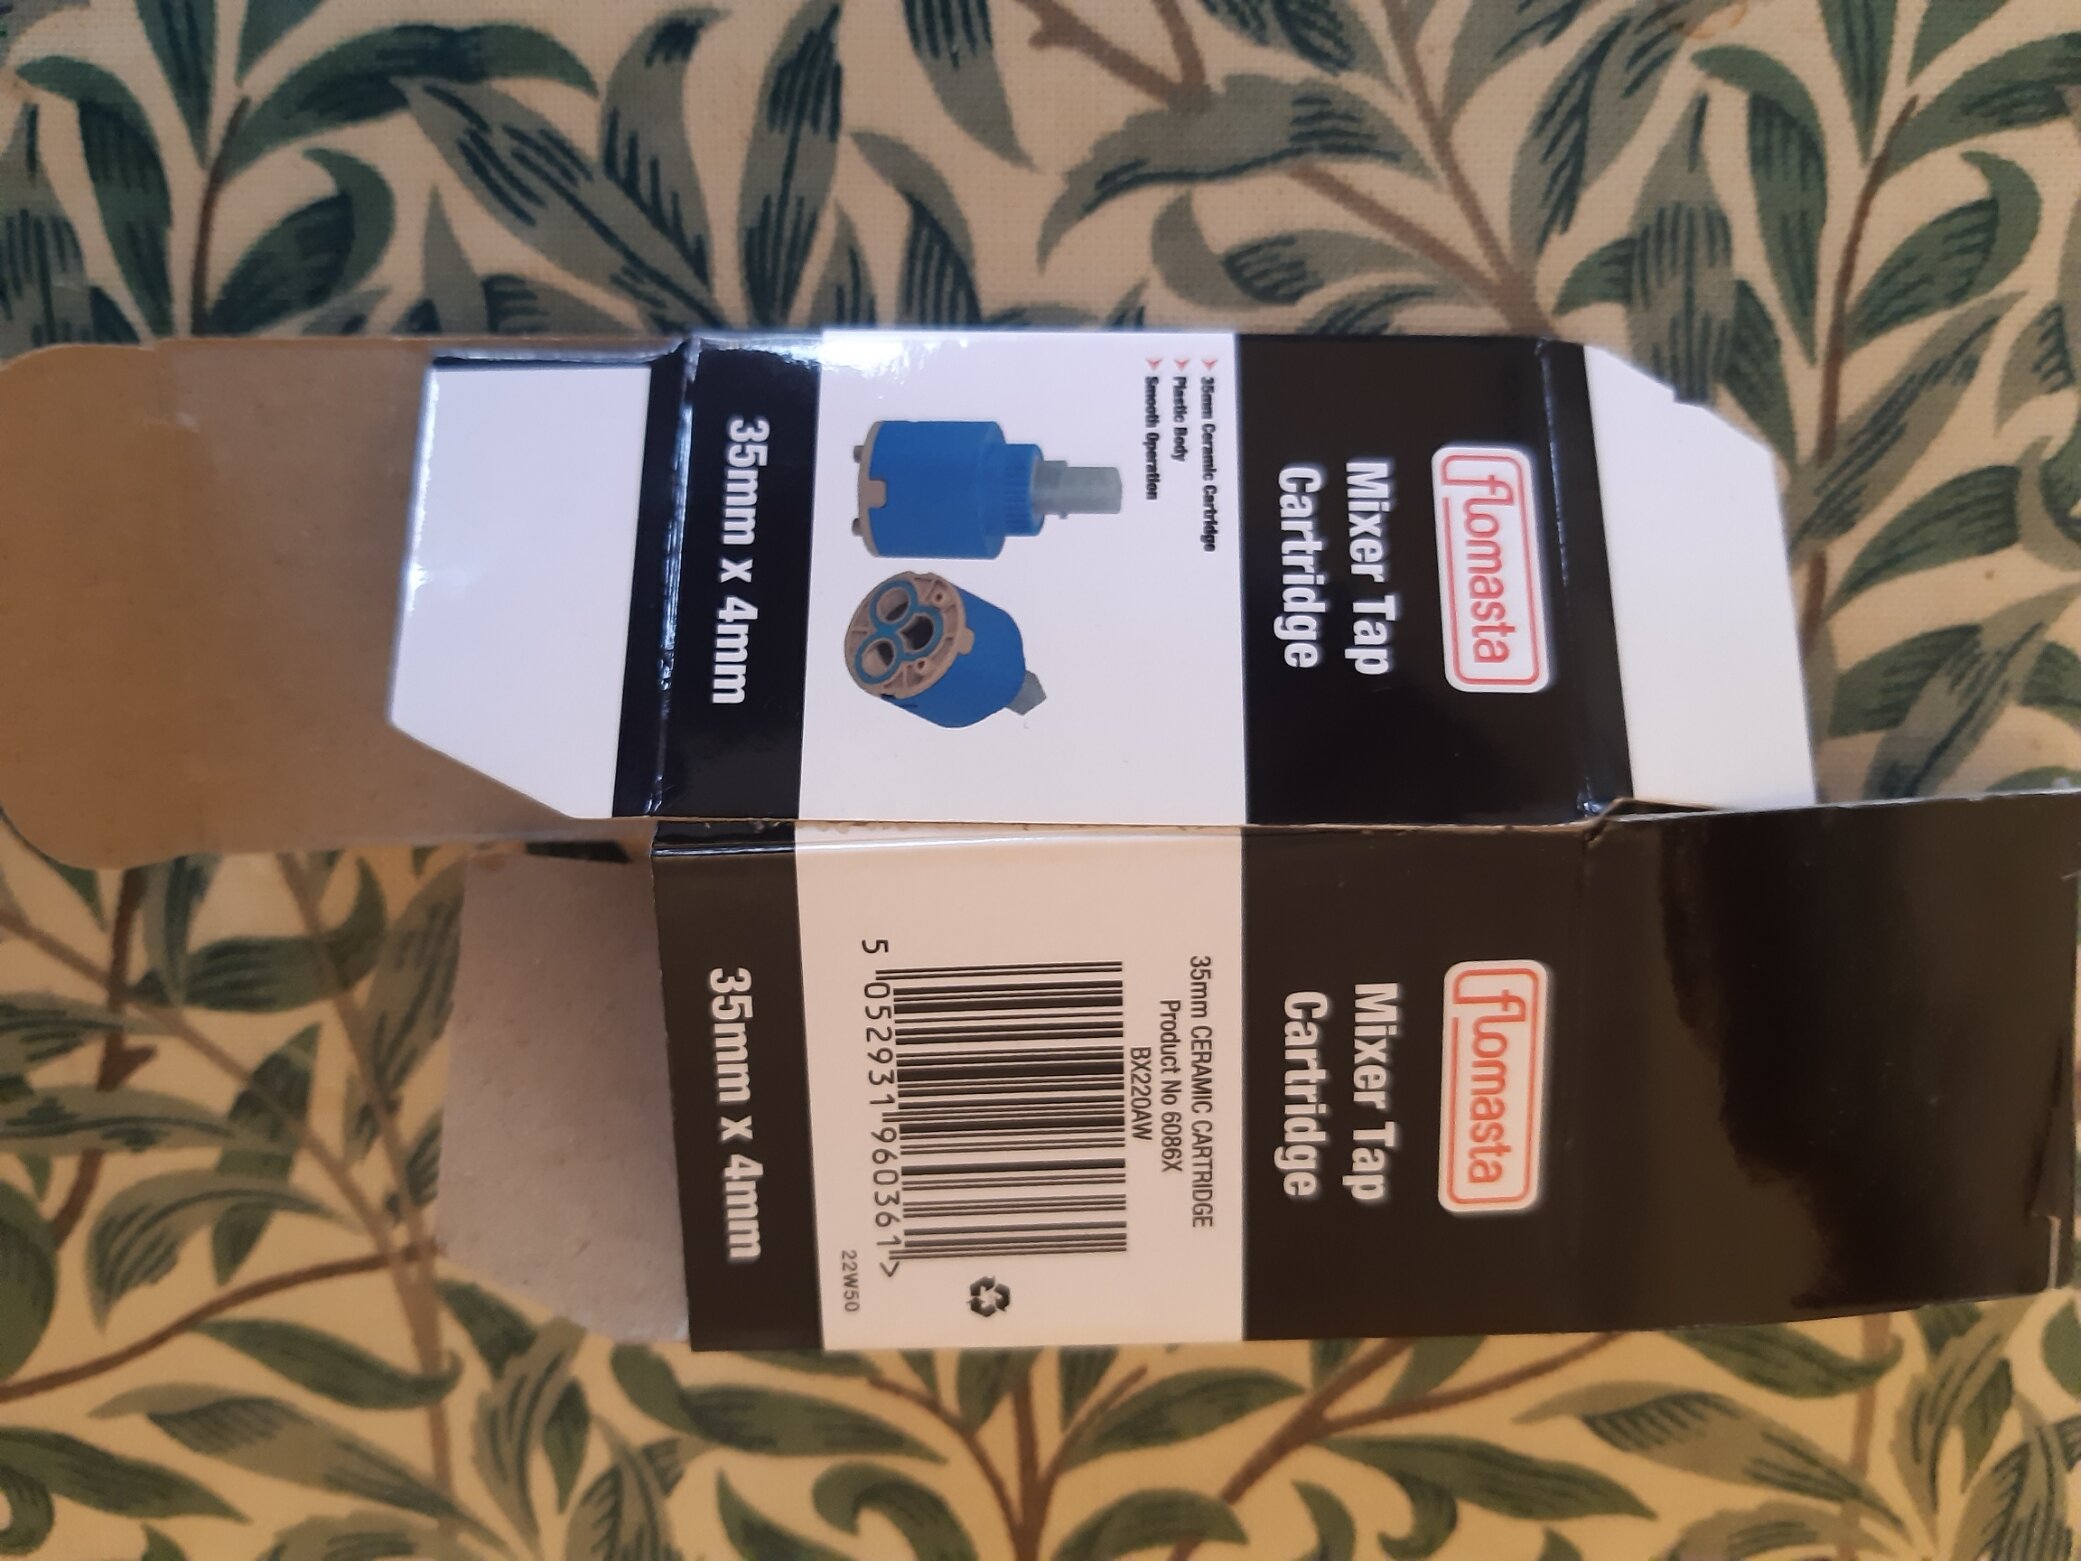 flomasta
Mixer Tap
Cartridge
35mm Ceramic Cartridge
Plastic Body
Smooth Operation
35mm x 4mm
flomasta
Mixer Tap
Cartridge
35mm CERAMIC CARTRIDGE
Product No 6086X
BX220AW
5 052931 960361 >
22W50
35mm x 4mm